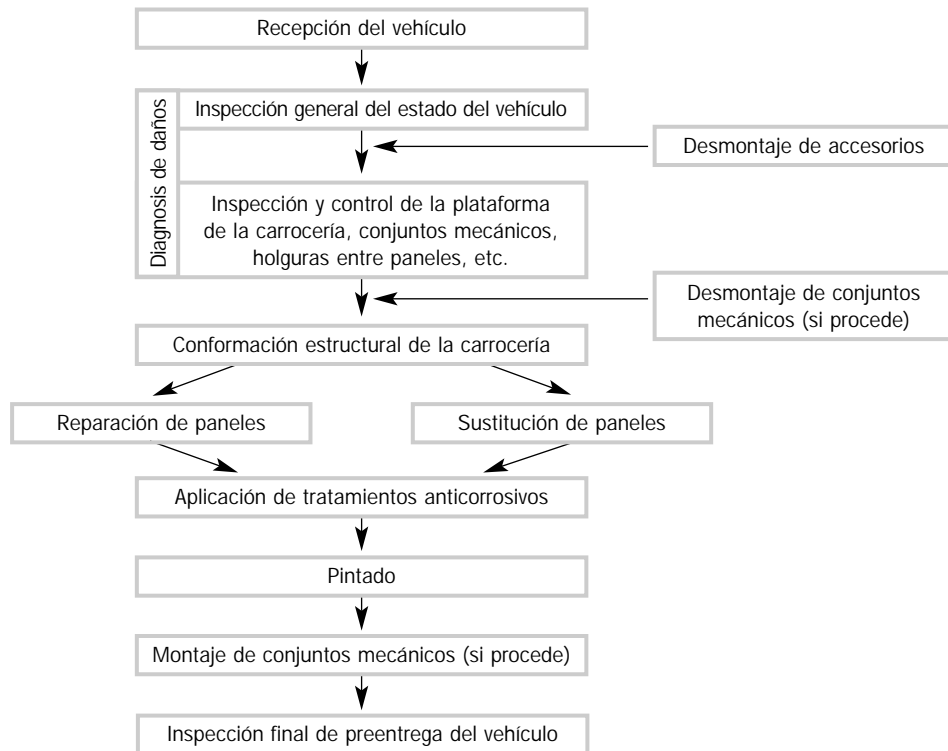 Recepción del vehículo
Diagnosis de daños
Inspección general del estado del vehículo
Desmontaje de accesorios
Inspección y control de la plataforma
de la carrocería, conjuntos mecánicos,
holguras entre paneles, etc.
Desmontaje de conjuntos
mecánicos (si procede)
Conformación estructural de la carrocería
Reparación de paneles
Sustitución de paneles
Aplicación de tratamientos anticorrosivos
Pintado
Montaje de conjuntos mecánicos (si procede)
Inspección final de preentrega del vehículo